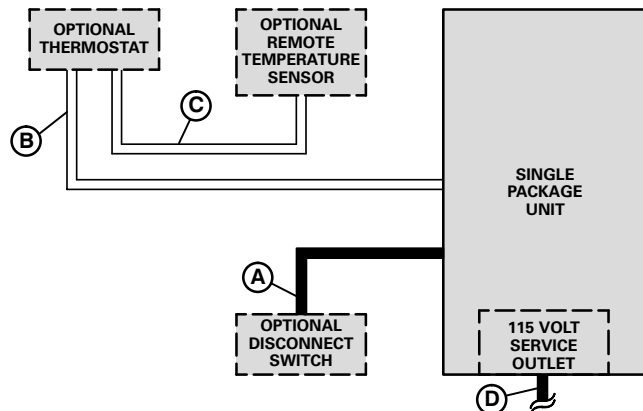 OPTIONAL
THERMOSTAT
OPTIONAL
REMOTE
TEMPERATURE
SENSOR
B
C
SINGLE
PACKAGE
UNIT
A
OPTIONAL
DISCONNECT
SWITCH
115 VOLT
SERVICE
OUTLET
D